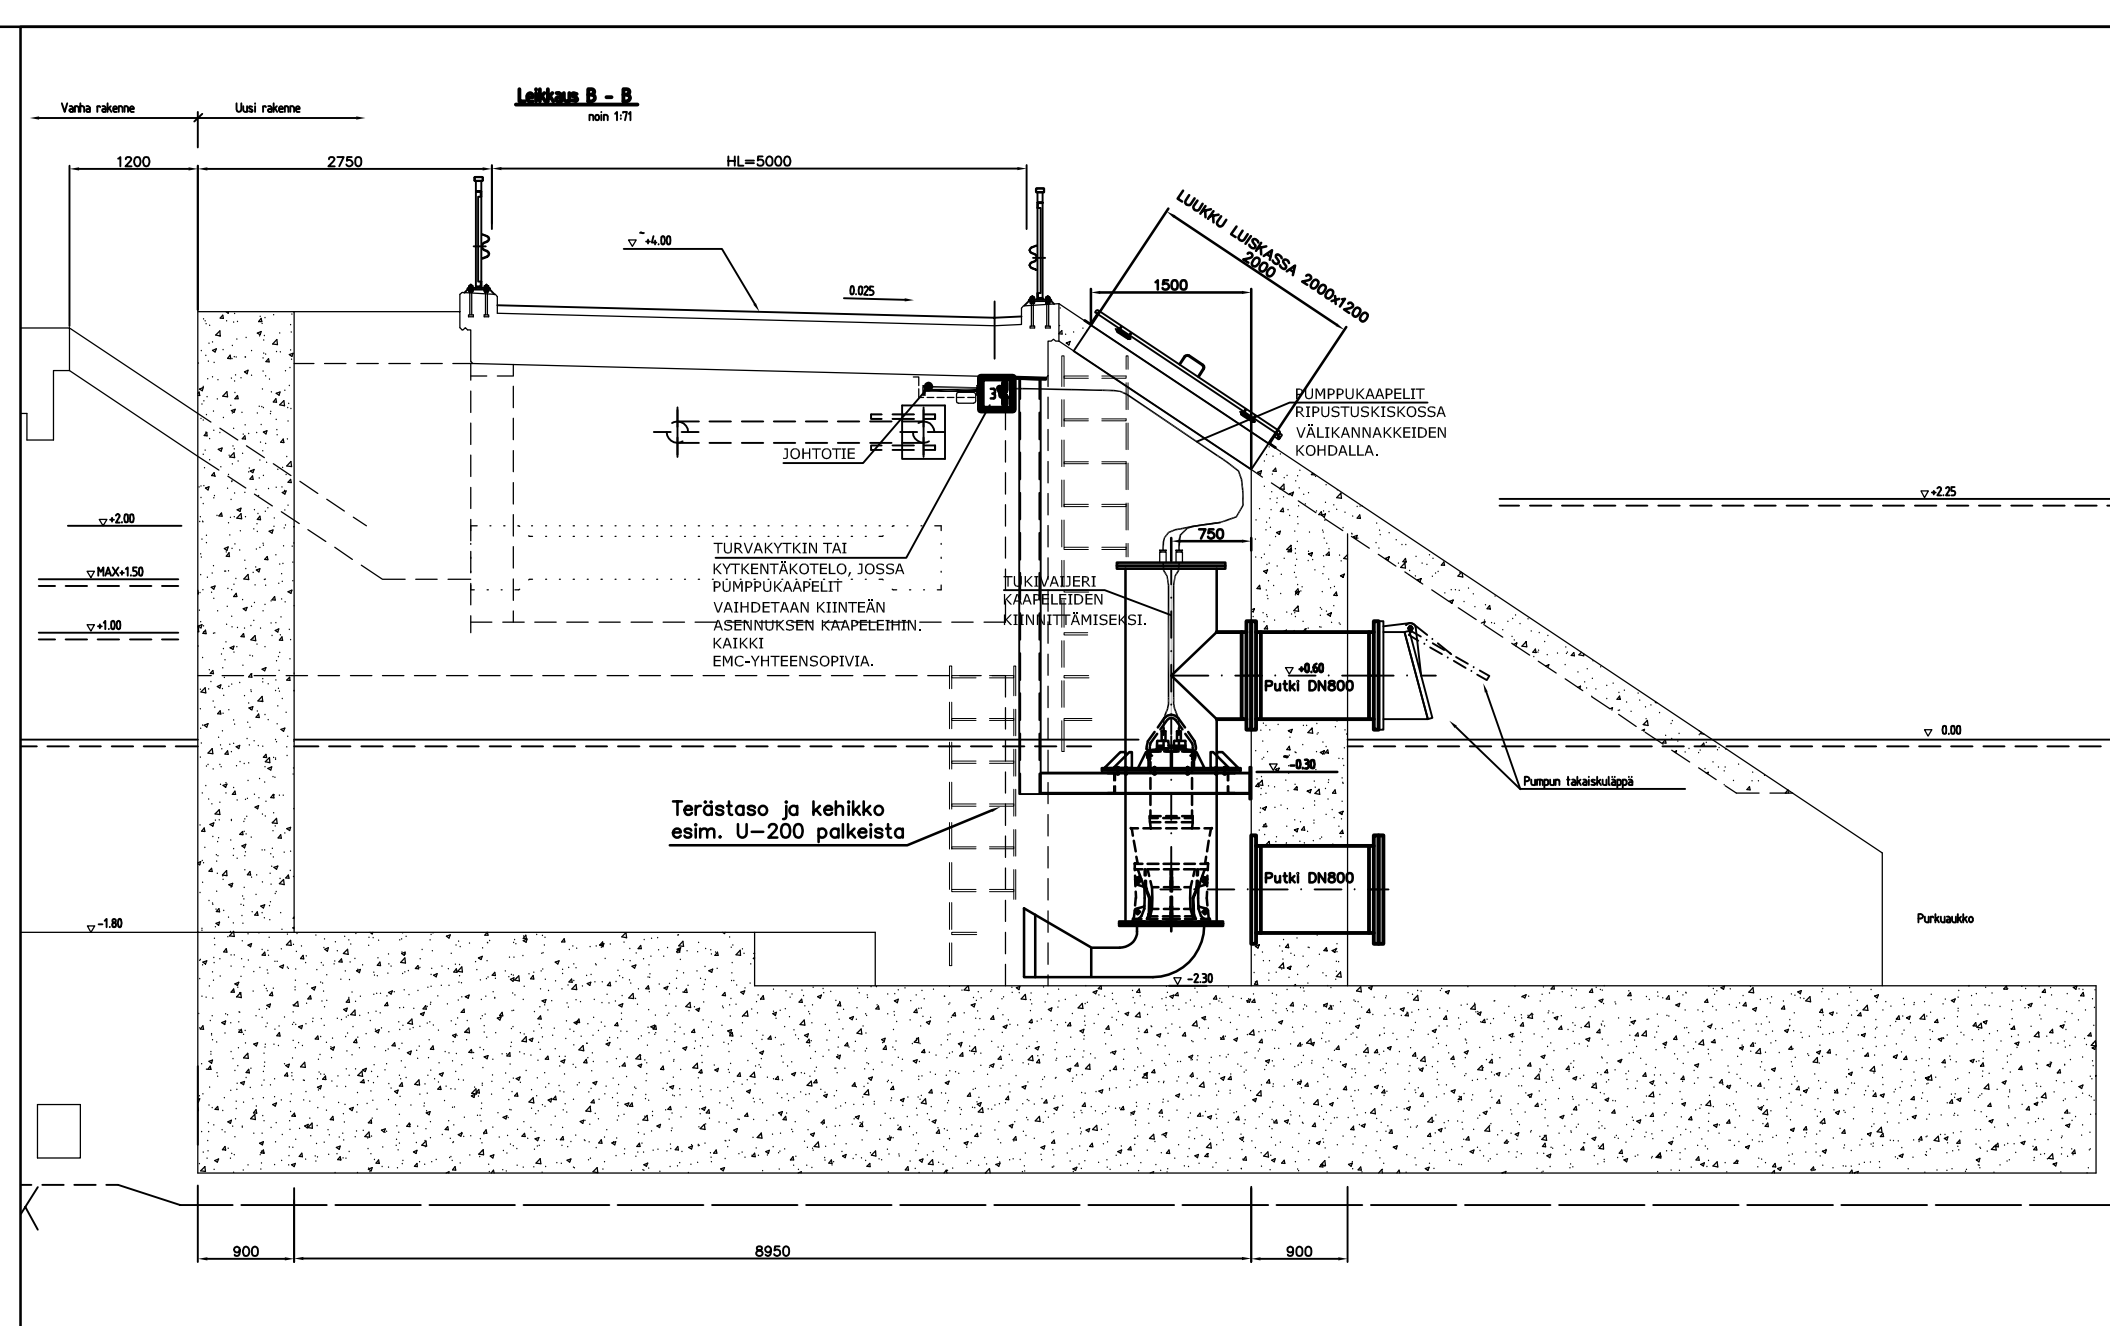 Leikkaus B - B
noin 1:71
Vanha rakenne
Uusi rakenne
1200
2750
HL=5000
LUUKKU LUISKASSA 2000x1200
2000
1500
~+4.00
0.025
3~
PUMPPUKAAPELIT
RIPUSTUSKISKOSSA
VÄLIKANNAKKEIDEN
KOHDALLA.
JOHTOTIE
+2.25
+2.00
MAX+1.50
+1.00
750
TURVAKYTKIN TAI
KYTKENTÄKOTELO, JOSSA
PUMPPUKAAPELIT
VAIHDETAAN KIINTEÄN
ASENNUKSEN KAAPELEIHIN.
KAIKKI
EMC-YHTEENSOPIVIA.
TUKIVAIJERI
KAAPELEIDEN
KIINNITTÄMISEKSI.
+0.60
Putki DN800
0.00
~-0.30
Pumpun takaiskuläppä
Terästaso ja kehikko
esim. U-200 palkeista
Putki DN800
Purkuaukko
-1.80
-2.30
900
8950
900